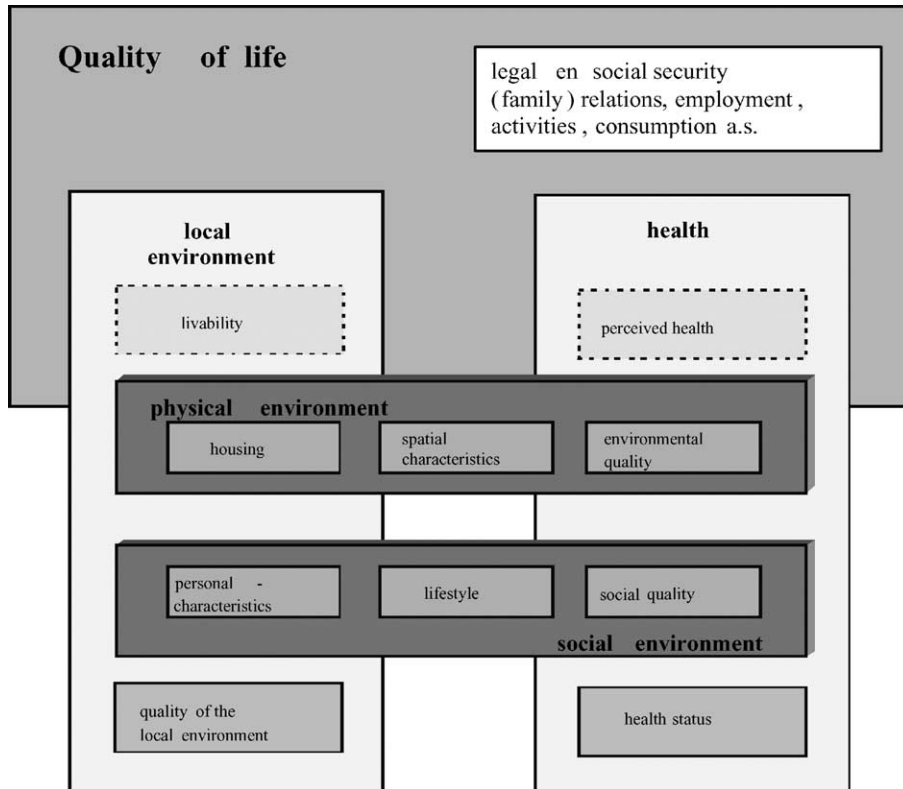 Quality of life
legal en social security
(family) relations, employment,
activities, consumption a.s.
local
environment
health
livability
perceived health
physical environment
housing
spatial
characteristics
environmental
quality
personal -
characteristics
lifestyle
social quality
social environment
quality of the
local environment
health status